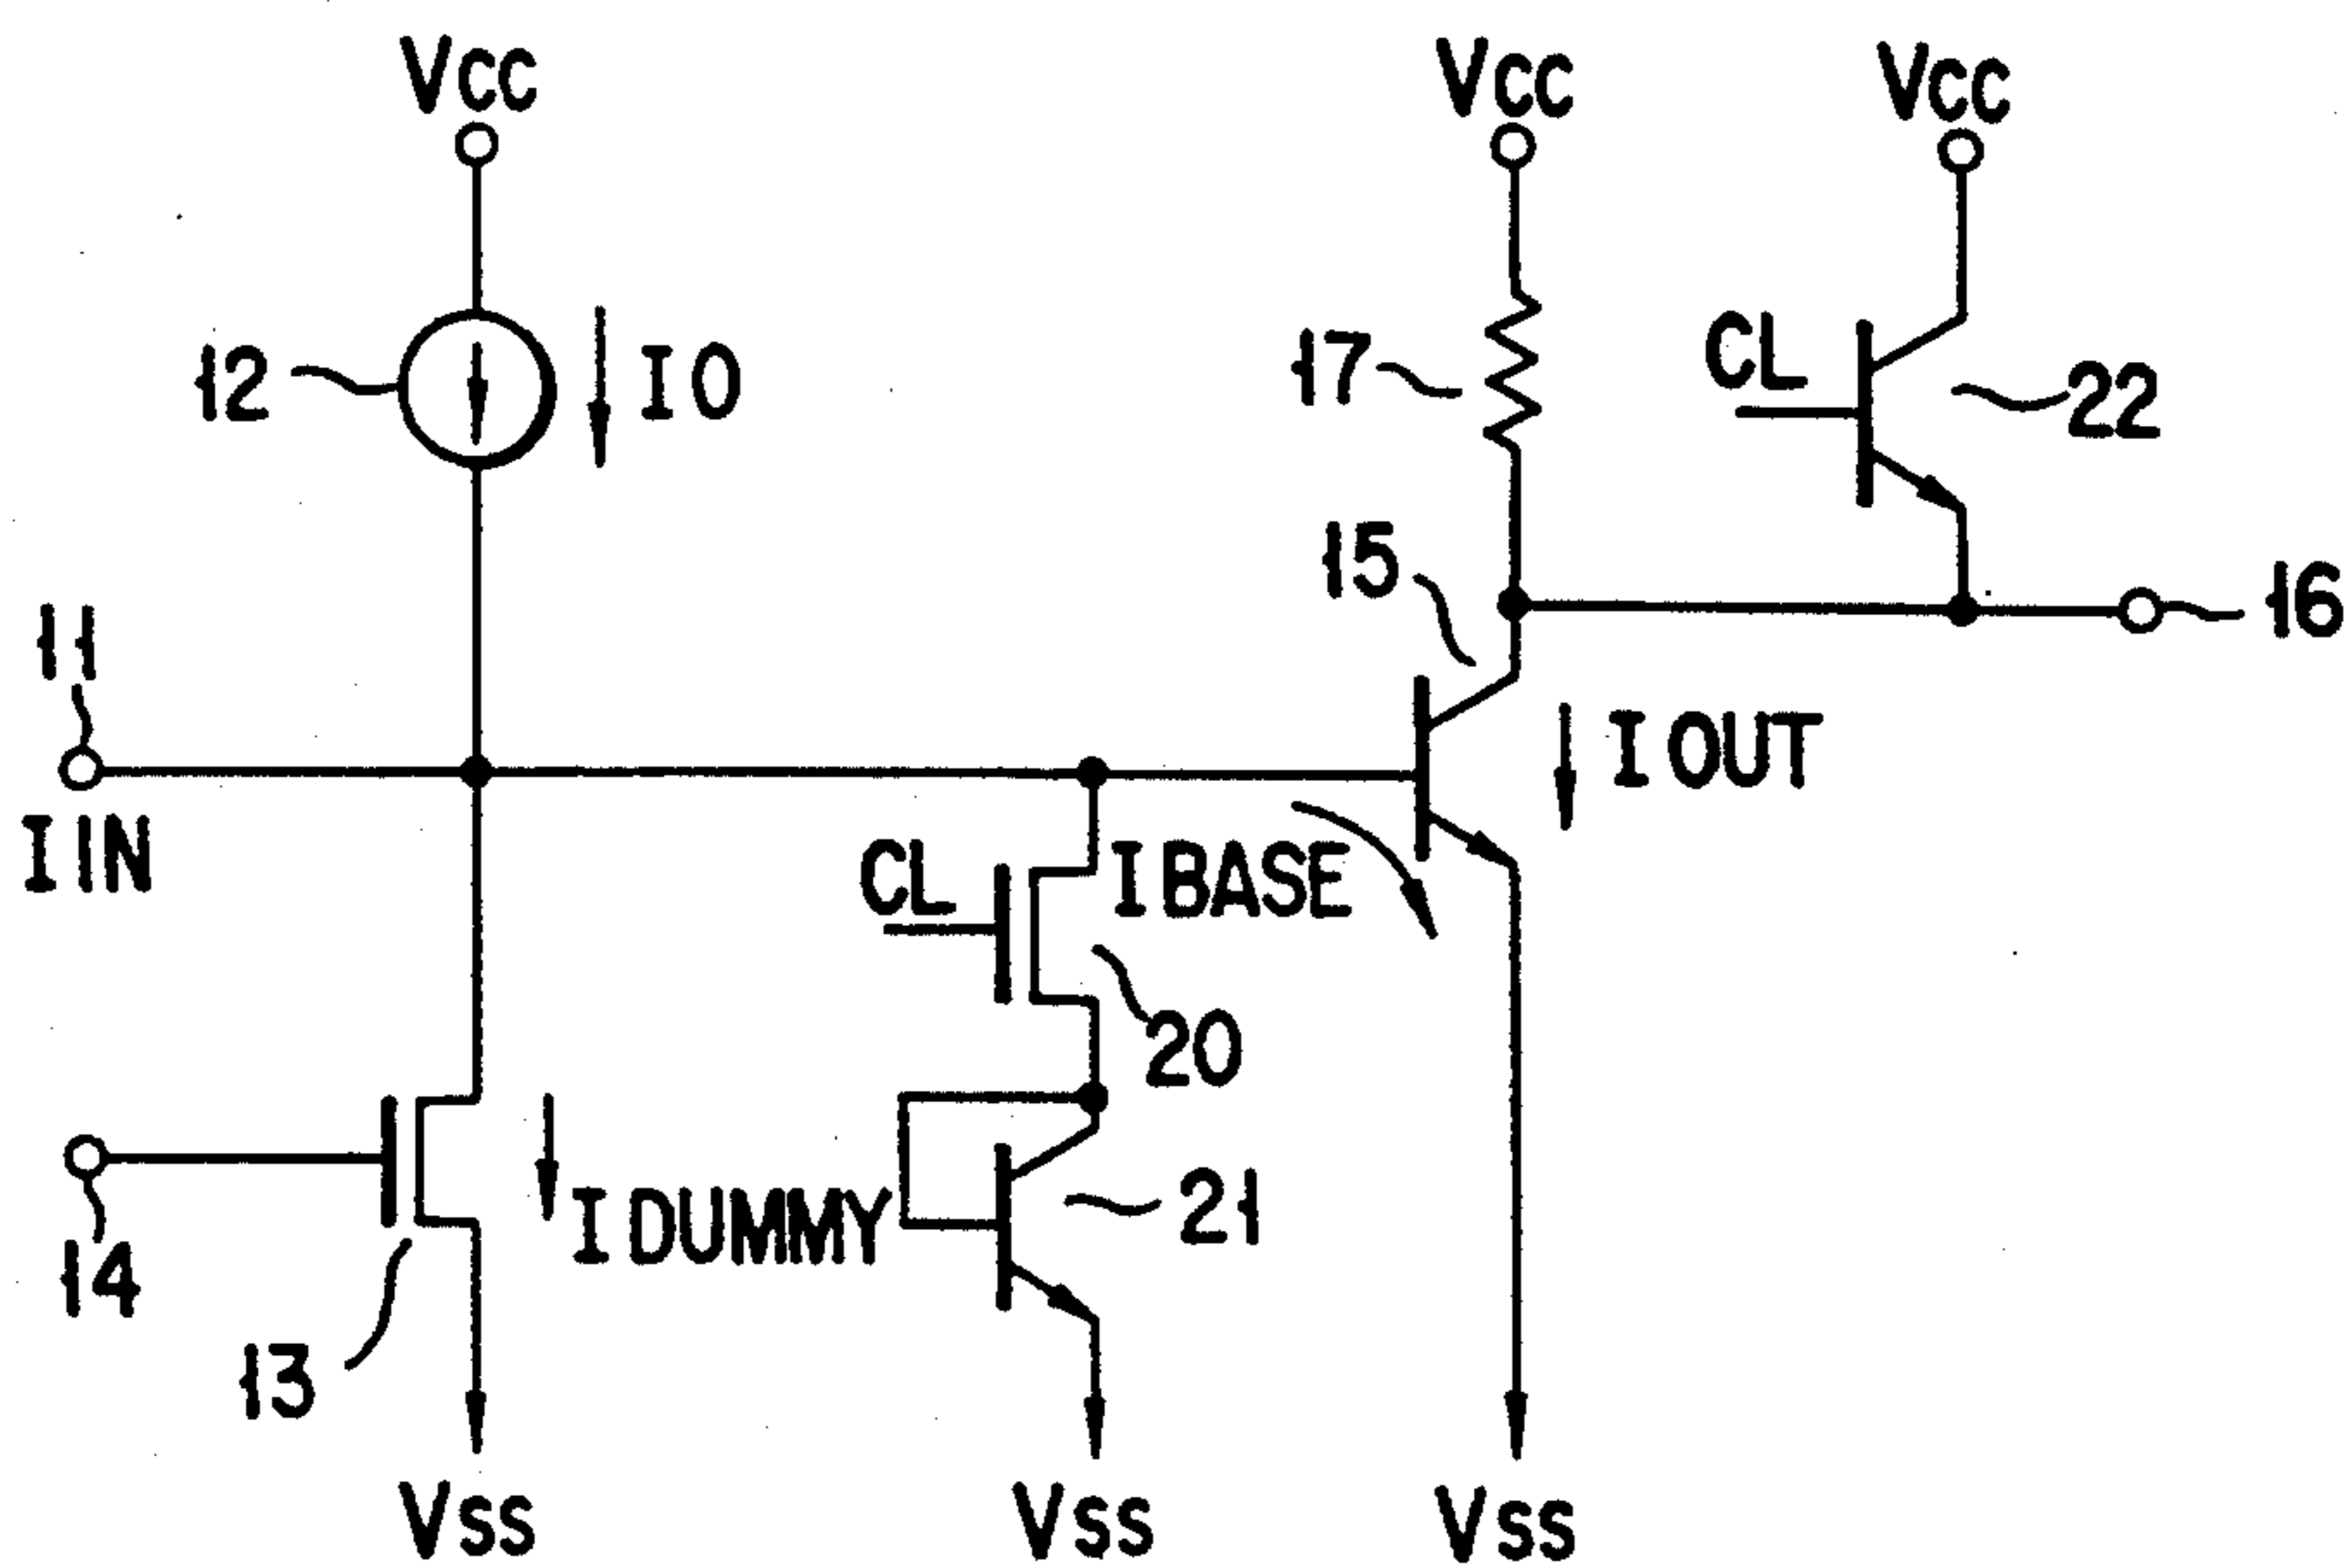 VCC VCC VCC
12 IO 17 CL 22
15
11 16
IIN IOUT
CL IBASE
20
14 IDUMMY 21
13
VSS VSS VSS